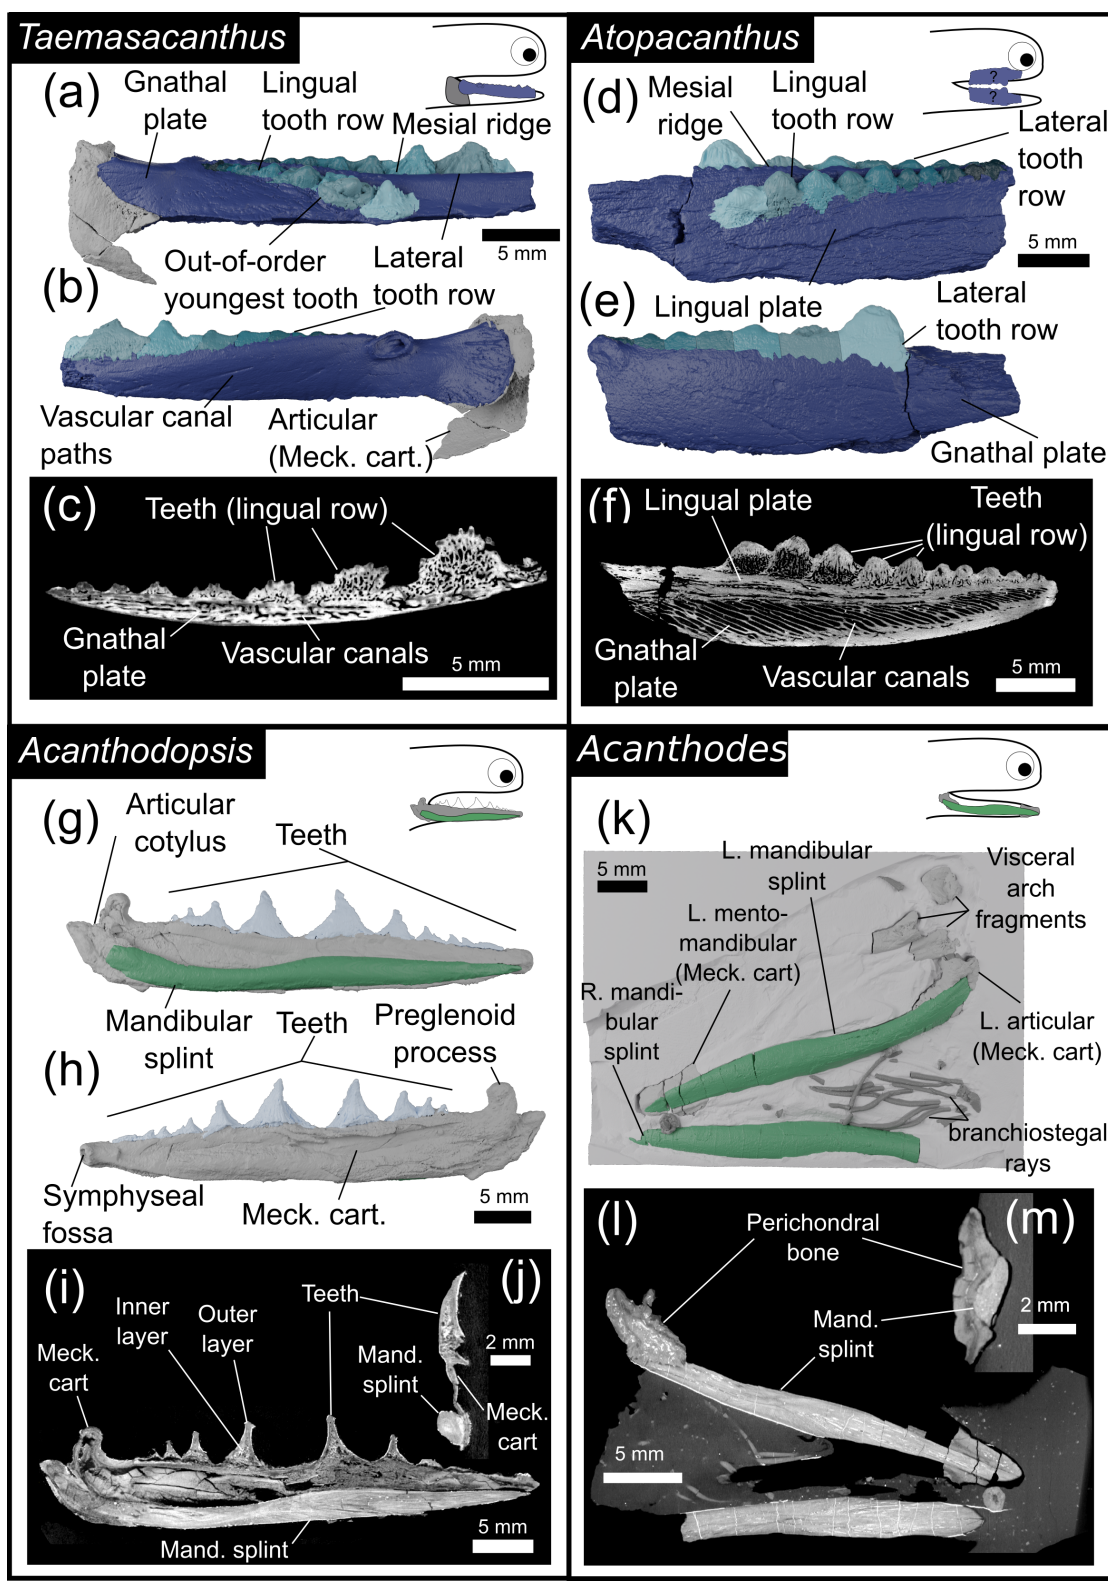 Taemasacanthus
(a)
Gnathal
plate
Lingual
tooth row
Mesial ridge
5 mm
Out-of-order
youngest tooth
Lateral
tooth row
(b)
Vascular canal
paths
Articular
(Meck. cart.)
(c)
Teeth (lingual row)
Gnathal
plate
Vascular canals
5 mm
Atopacanthus
?
?
(d)
Mesial
ridge
Lingual
tooth row
Lateral
tooth
row
5 mm
Lingual plate
(e)
Lateral
tooth row
Gnathal plate
(f)
Lingual plate
Teeth
(lingual row)
Gnathal
plate
Vascular canals
5 mm
Acanthodopsis
(g)
Articular
cotylus
Teeth
Mandibular
splint
Teeth
Preglenoid
process
(h)
Symphyseal
fossa
Meck. cart.
5 mm
(i)
Inner
layer
Outer
layer
Teeth
(j)
2 mm
Meck.
cart
Mand.
splint
Meck.
cart
Mand. splint
5 mm
Acanthodes
(k)
5 mm
L. mandibular
splint
Visceral
arch
fragments
L. mento-
mandibular
(Meck. cart)
R. mandi-
bular
splint
L. articular
(Meck. cart)
branchiostegal
rays
(l)
Perichondral
bone
(m)
2 mm
Mand.
splint
5 mm